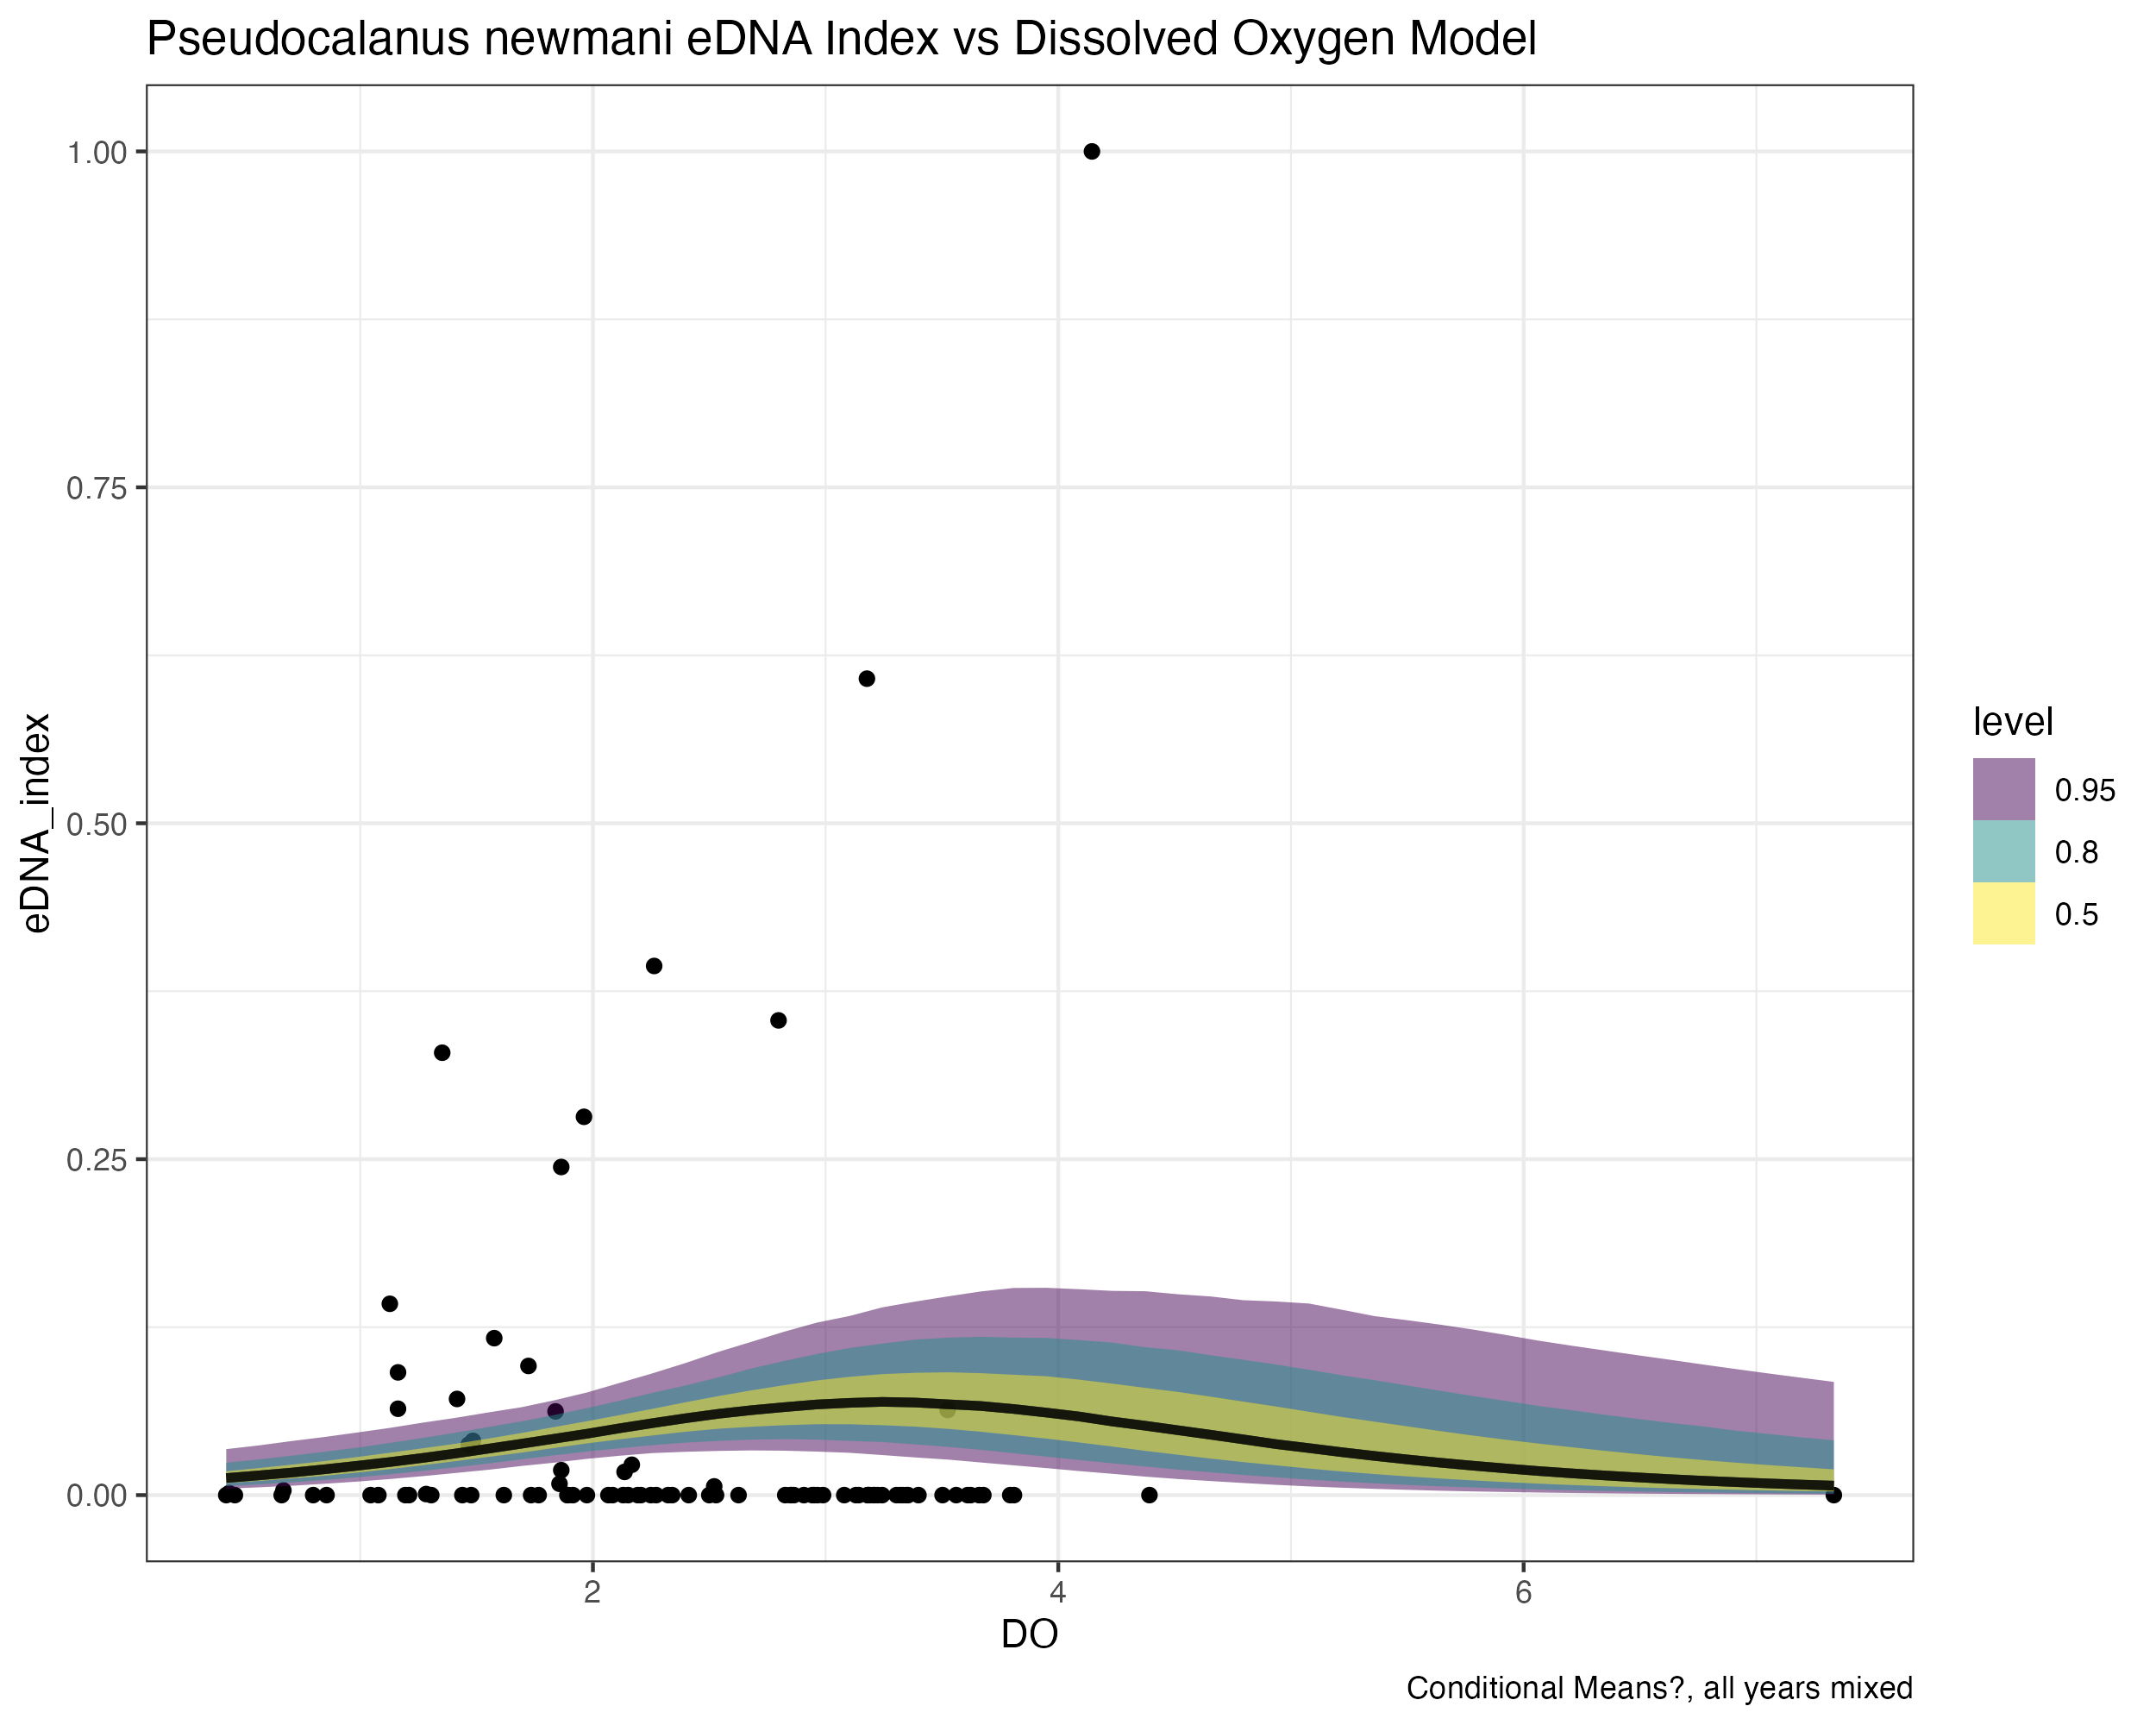 Pseudocalanus newmani eDNA Index vs Dissolved Oxygen Model
1.00
0.75
0.50
0.25
0.00
eDNA_index
2
4
6
DO
level
0.95
0.8
0.5
Conditional Means?, all years mixed